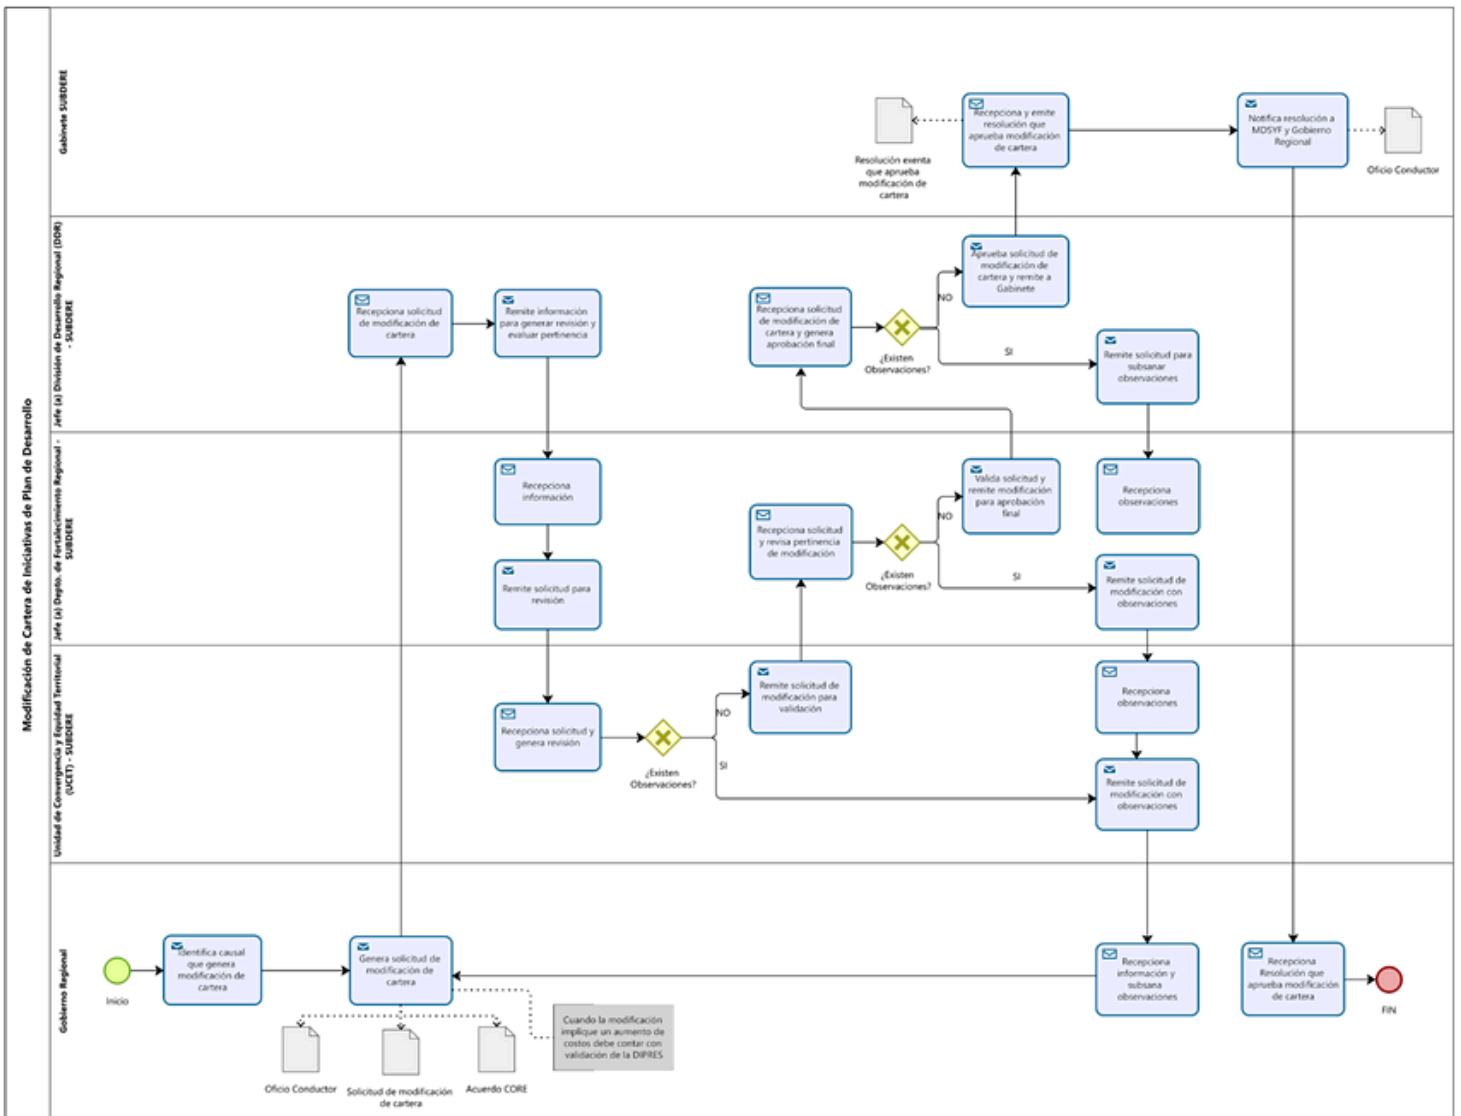 Modificación de Cartera de Iniciativas de Plan de Desarrollo
Gabinete SUBDERE
Resolución exenta
que aprueba
modificación de
cartera
Recepciona y emite
resolución que
aprueba modificación
de cartera
Notifica resolución a
MDSYF y Gobierno
Regional
Oficio Conductor
Jefe (a) División de Desarrollo Regional (DDR)
- SUBDERE
Recepciona solicitud
de modificación de
cartera
Remite información
para generar revisión y
evaluar pertinencia
Recepciona solicitud
de modificación de
cartera y genera
aprobación final
¿Existen
Observaciones?
NO
SI
Aprueba solicitud de
modificación de
cartera y remite a
Gabinete
Remite solicitud para
subsanar
observaciones
Jefe (a) Depto. de Fortalecimiento Regional -
SUBDERE
Recepciona
información
Remite solicitud para
revisión
Recepciona solicitud
y revisa pertinencia
de modificación
¿Existen
Observaciones?
NO
SI
Valida solicitud y
remite modificación
para aprobación
final
Recepciona
observaciones
Remite solicitud de
modificación con
observaciones
Unidad de Convergencia y Equidad Territorial
(UCET) - SUBDERE
Recepciona solicitud y
genera revisión
¿Existen
Observaciones?
NO
SI
Remite solicitud de
modificación para
validación
Recepciona
observaciones
Remite solicitud de
modificación con
observaciones
Gobierno Regional
Inicio
Identifica causal
que genera
modificación de
cartera
Genera solicitud de
modificación de
cartera
Oficio Conductor
Solicitud de modificación
de cartera
Acuerdo CORE
Cuando la modificación
implique un aumento de
costos debe contar con
validación de la DIPRES
Recepciona
información y
subsana
observaciones
Recepciona
Resolución que
aprueba modificación
de cartera
FIN